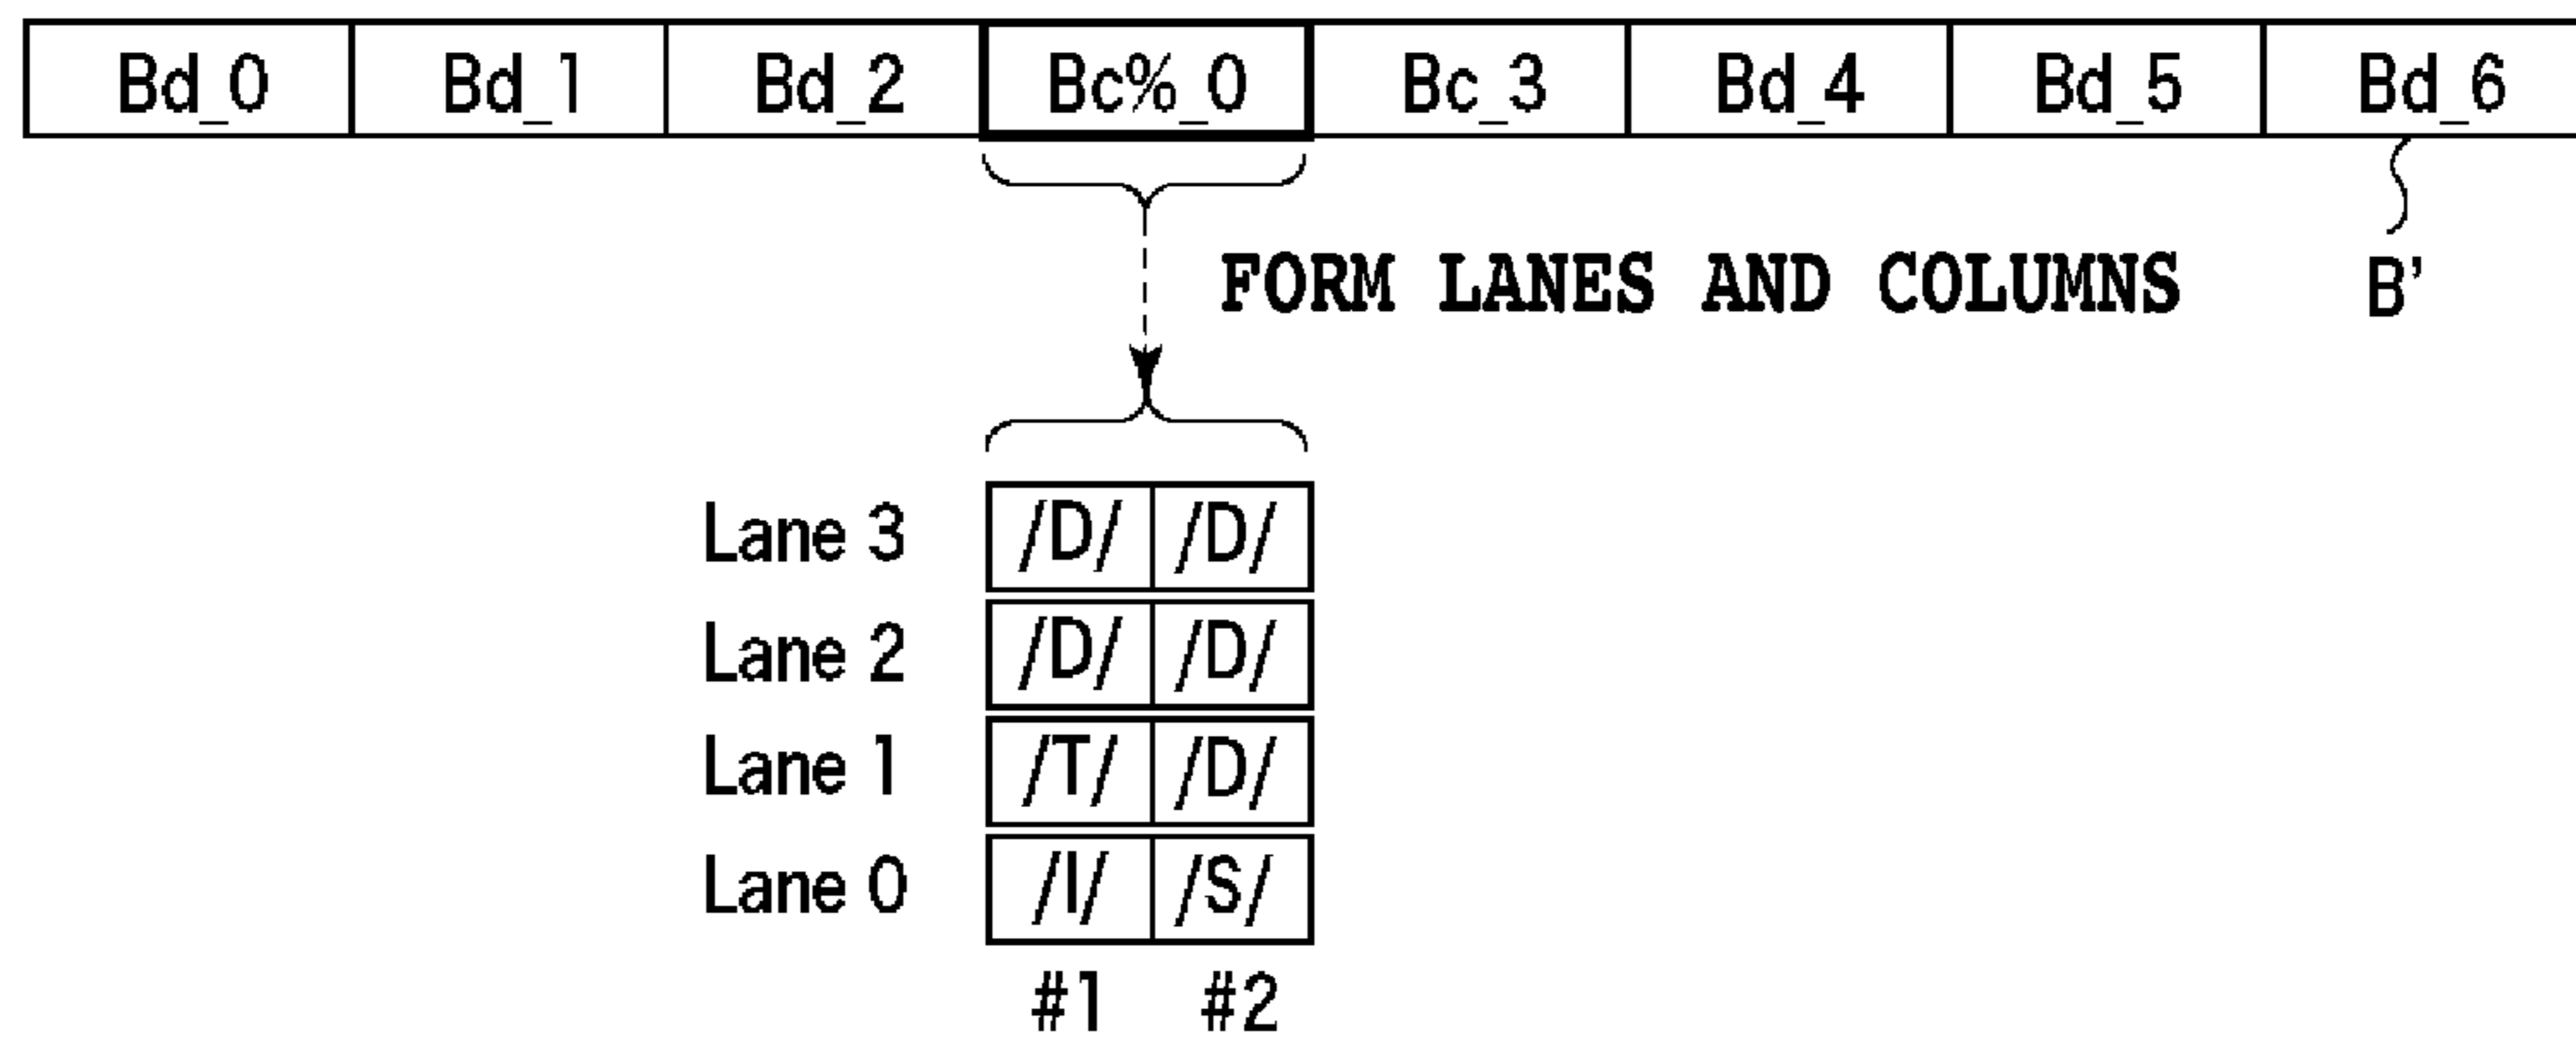 Bd_0 Bd_1 Bd_2 Bc%_0 Bc_3 Bd_4 Bd_5 Bd_6
FORM LANES AND COLUMNS B'
Lane 3 /D/ /D/
Lane 2 /D/ /D/
Lane 1 /T/ /D/
Lane 0 /I/ /S/
#1 #2